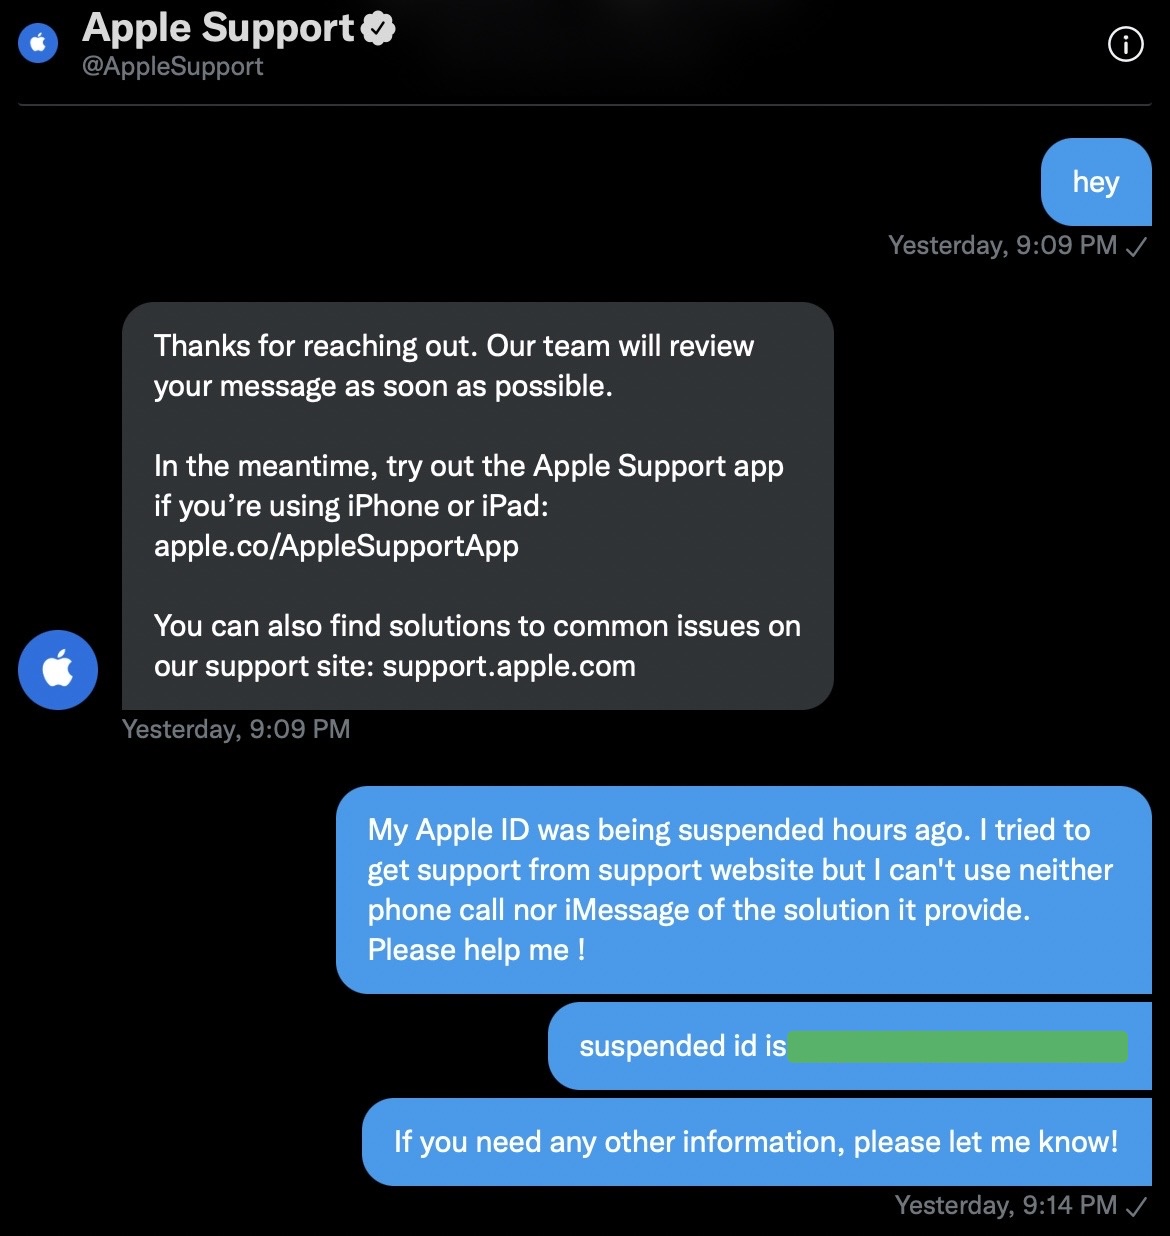 Apple Support
@AppleSupport
hey
Yesterday, 9:09 PM
Thanks for reaching out. Our team will review
your message as soon as possible.
In the meantime, try out the Apple Support app
if you’re using iPhone or iPad:
apple.co/AppleSupportApp
You can also find solutions to common issues on
our support site: support.apple.com
Yesterday, 9:09 PM
My Apple ID was being suspended hours ago. I tried to
get support from support website but I can't use neither
phone call nor iMessage of the solution it provide.
Please help me !
suspended id is
If you need any other information, please let me know!
Yesterday, 9:14 PM